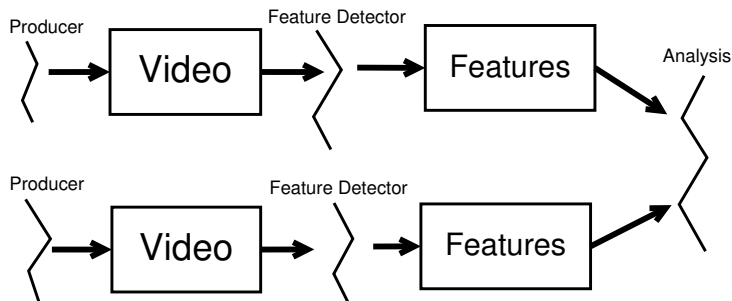 Producer
Video
Feature Detector
Features
Analysis
Producer
Video
Feature Detector
Features